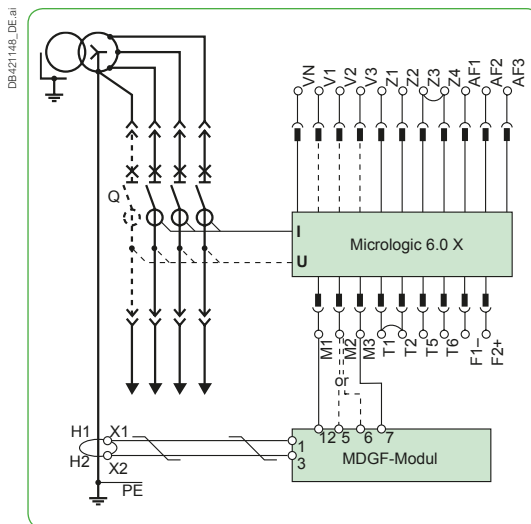 DB421148_DE.ai
VN V1 V2 V3 Z1 Z2 Z3 Z4 AF1 AF2 AF3
Q
I
U
Micrologic 6.0 X
M1 M2 M3 T1 T2 T5 T6 F1– F2+
or
12 5 6 7
H1 X1
1
MDGF-Modul
H2 X2
3
PE